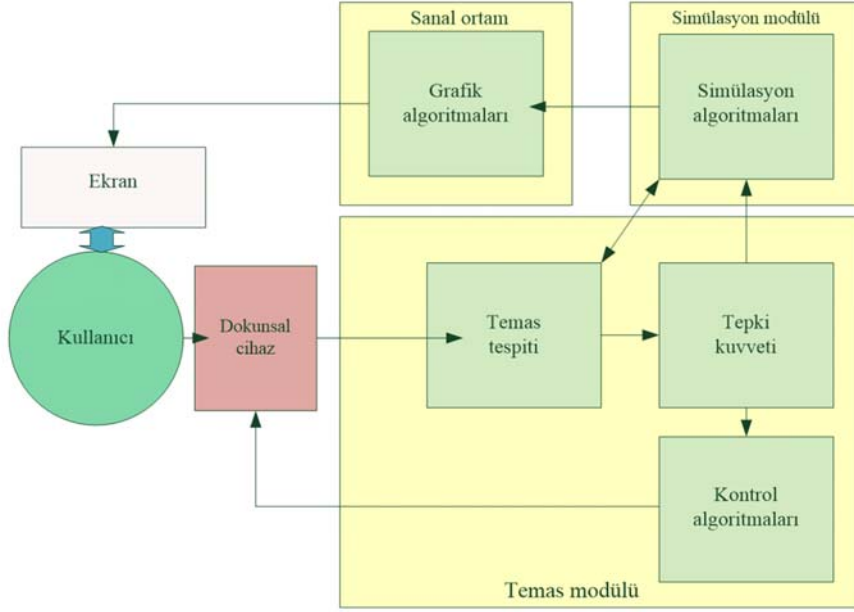 Sanal ortam
Simülasyon modülü
Grafik
algoritmaları
Simülasyon
algoritmaları
Ekran
Kullanıcı
Dokunsal
cihaz
Temas
tespiti
Tepki
kuvveti
Kontrol
algoritmaları
Temas modülü